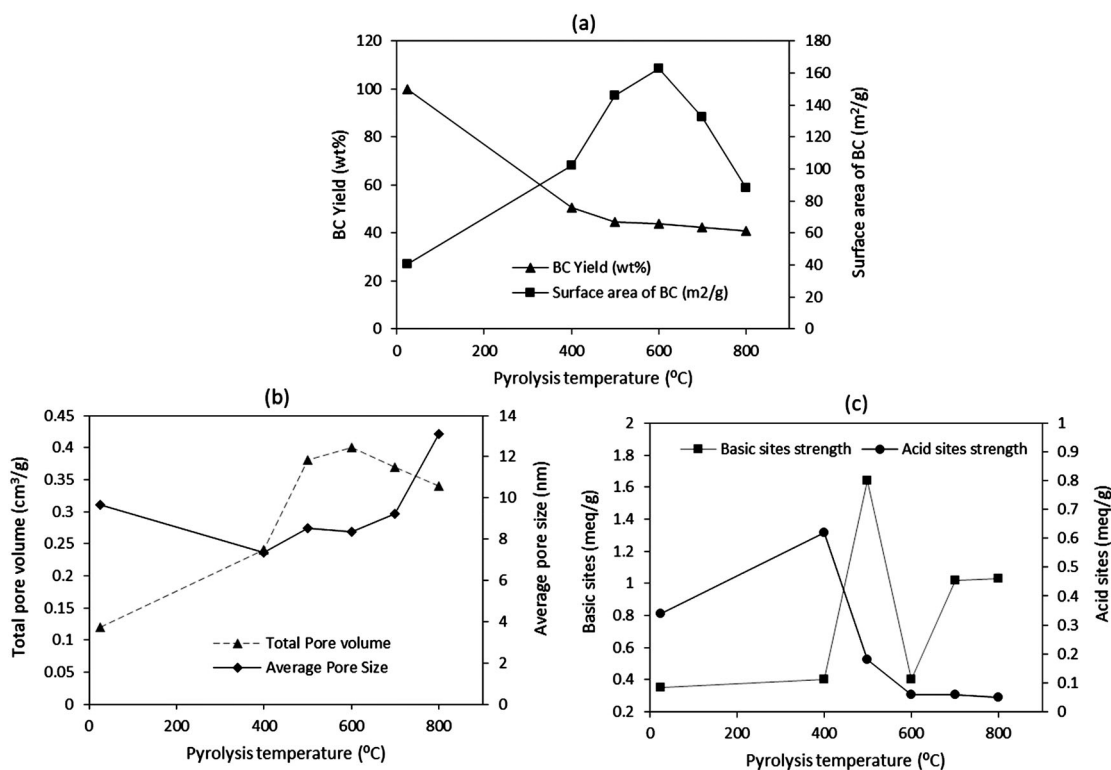 (a)
120
100
80
60
40
20
0
BC Yield (wt%)
180
160
140
120
100
80
60
40
20
0
Surface area of BC (m²/g)
BC Yield (wt%)
Surface area of BC (m2/g)
0 200 400 600 800
Pyrolysis temperature (⁰C)
(b)
0.45
0.4
0.35
0.3
0.25
0.2
0.15
0.1
0.05
0
Total pore volume (cm³/g)
14
12
10
8
6
4
2
0
Average pore size (nm)
Total Pore volume
Average Pore Size
0 200 400 600 800
Pyrolysis temperature (⁰C)
(c)
2
1.8
1.6
1.4
1.2
1
0.8
0.6
0.4
0.2
Basic sites (meq/g)
1
0.9
0.8
0.7
0.6
0.5
0.4
0.3
0.2
0.1
0
Acid sites (meq/g)
Basic sites strength
Acid sites strength
0 200 400 600 800
Pyrolysis temperature (⁰C)